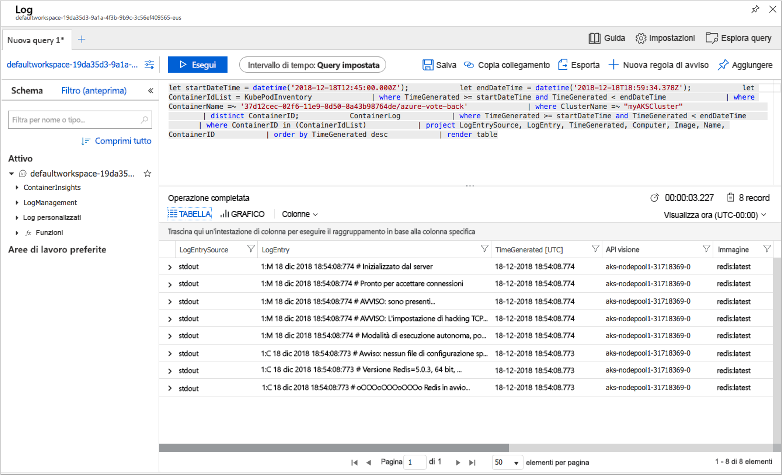 Log
defaultworkspace-19da35d3-9a1a-4f3b-9b9c-3c56ef409565-eus
Nuova query 1*
Guida
Impostazioni
Esplora query
defaultworkspace-19da35d3-9a1a-...
Esegui
Intervallo di tempo: Query impostata
Salva
Copia collegamento
Esporta
Nuova regola di avviso
Aggiungere
Schema
Filtro (anteprima)
Filtra per nome o tipo...
Comprimi tutto
Attivo
defaultworkspace-19da35...
ContainerInsights
LogManagement
Log personalizzati
fx Funzioni
Aree di lavoro preferite
let startDateTime = datetime('2018-12-18T12:45:00.000Z'); let endDateTime = datetime('2018-12-18T18:59:34.378Z'); let
ContainerIdList = KubePodInventory | where TimeGenerated >= startDateTime and TimeGenerated < endDateTime | where
ContainerName =~ '37d12cec-02f6-11e9-8d50-8a43b98764de/azure-vote-back' | where ClusterName =~ "myAKSCluster"
| distinct ContainerID; ContainerLog | where TimeGenerated >= startDateTime and TimeGenerated < endDateTime
| where ContainerID in (ContainerIdList) | project LogEntrySource, LogEntry, TimeGenerated, Computer, Image, Name,
ContainerID | order by TimeGenerated desc | render table
Operazione completata
00:00:03.227
8 record
TABELLA
GRAFICO
Colonne
Visualizza ora (UTC-00:00)
Trascina qui un'intestazione di colonna per eseguire il raggruppamento in base alla colonna specifica
LogEntrySource LogEntry TimeGenerated [UTC] API visione Immagine
stdout 1:M 18 dic 2018 18:54:08:774 # Inizializzato dal server 18-12-2018 18:54:08.774 aks-nodepool1-31718369-0 redis:latest
stdout 1:M 18 dic 2018 18:54:08:774 # Pronto per accettare connessioni 18-12-2018 18:54:08.774 aks-nodepool1-31718369-0 redis:latest
stdout 1:M 18 dic 2018 18:54:08:774 # AVVISO: sono presenti... 18-12-2018 18:54:08.774 aks-nodepool1-31718369-0 redis:latest
stdout 1:M 18 dic 2018 18:54:08:774 # AVVISO: L'impostazione di hacking TCP... 18-12-2018 18:54:08.774 aks-nodepool1-31718369-0 redis:latest
stdout 1:M 18 dic 2018 18:54:08:774 # Modalità di esecuzione autonoma, po... 18-12-2018 18:54:08.774 aks-nodepool1-31718369-0 redis:latest
stdout 1:C 18 dic 2018 18:54:08:773 # Avviso: nessun file di configurazione sp... 18-12-2018 18:54:08.773 aks-nodepool1-31718369-0 redis:latest
stdout 1:C 18 dic 2018 18:54:08:773 # Versione Redis=5.0.3, 64 bit, ... 18-12-2018 18:54:08.773 aks-nodepool1-31718369-0 redis:latest
stdout 1:C 18 dic 2018 18:54:08:773 # oO0OoO0OoO0Oo Redis in avvio... 18-12-2018 18:54:08.773 aks-nodepool1-31718369-0 redis:latest
Pagina 1 di 1
50 elementi per pagina
1 - 8 di 8 elementi